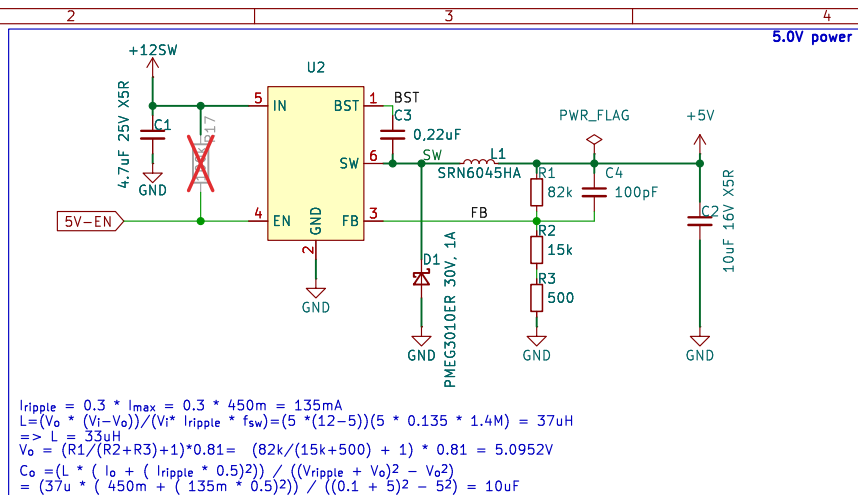 2 3 4
5.0V power
+12SW
U2
5 IN BST 1 BST
C3
0,22uF
C1
4.7uF 25V X5R
R17
GND
PWR_FLAG
+5V
SW 6 SW
L1
SRN6045HA
R1
82k
C4
100pF
C2
10uF 16V X5R
5V-EN
4 EN FB 3 FB
GND
2
R2
15k
D1
PMEG3010ER 30V, 1A
R3
500
GND
GND
GND
GND
Iripple = 0.3 * Imax = 0.3 * 450m = 135mA
L=(Vo * (Vi-Vo))/(Vi* Iripple * fsw)=(5 *(12-5))(5 * 0.135 * 1.4M) = 37uH
=> L = 33uH
Vo = (R1/(R2+R3)+1)*0.81= (82k/(15k+500) + 1) * 0.81 = 5.0952V
Co =(L * ( Io + ( Iripple * 0.5)2)) / ((Vripple + Vo)2 - Vo2)
= (37u * ( 450m + ( 135m * 0.5)2)) / ((0.1 + 5)2 - 52) = 10uF